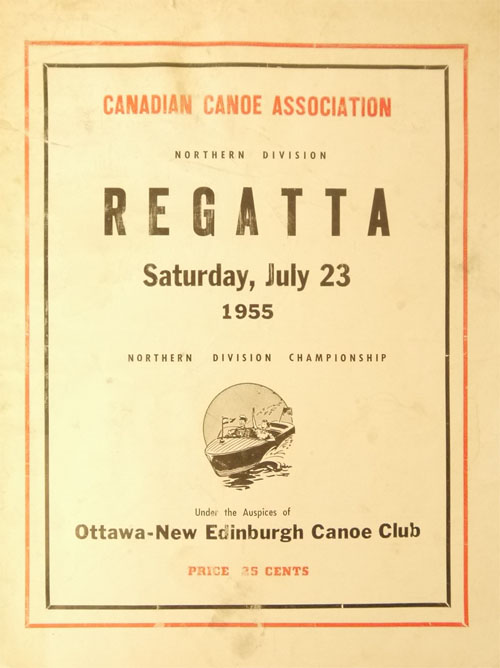 CANADIAN CANOE ASSOCIATION
NORTHERN DIVISION
REGATTA
Saturday, July 23
1955
NORTHERN DIVISION CHAMPIONSHIP
Under the Auspices of
Ottawa-New Edinburgh Canoe Club
PRICE 25 CENTS